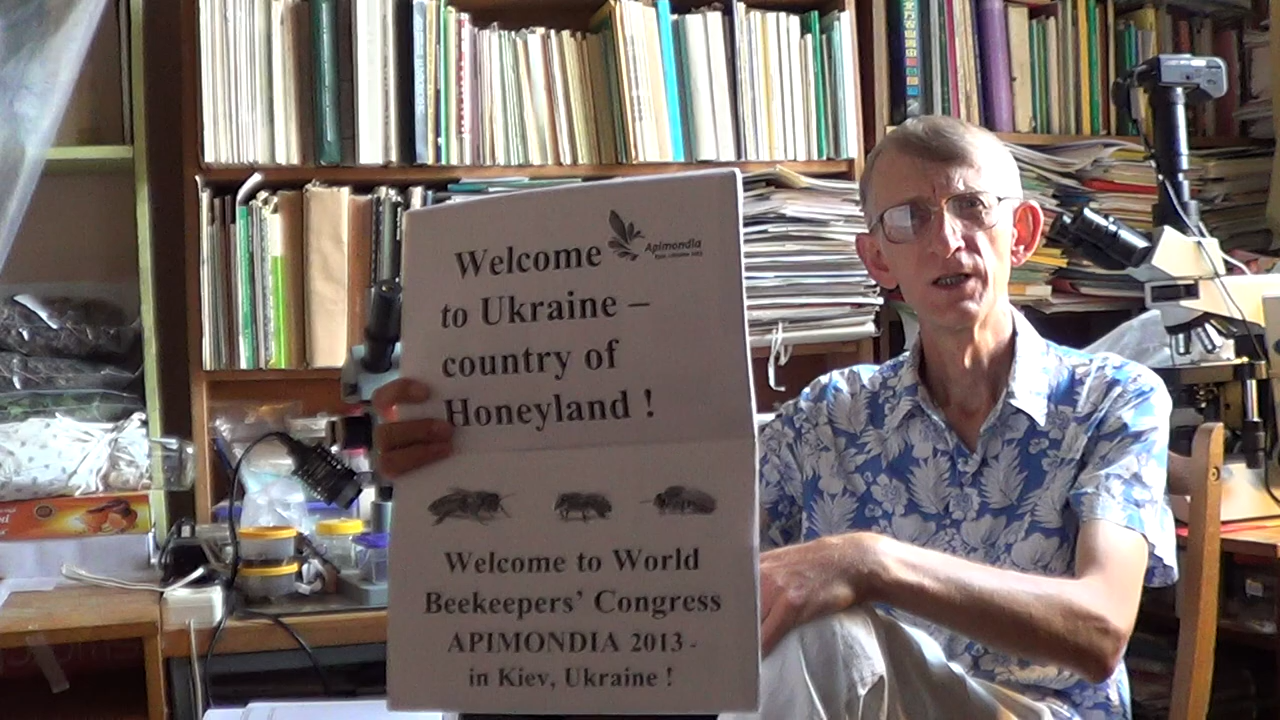 Welcome
Apimondia
to Ukraine –
country of
Honeyland !
Welcome to World
Beekeepers' Congress
APIMONDIA 2013 -
in Kiev, Ukraine !